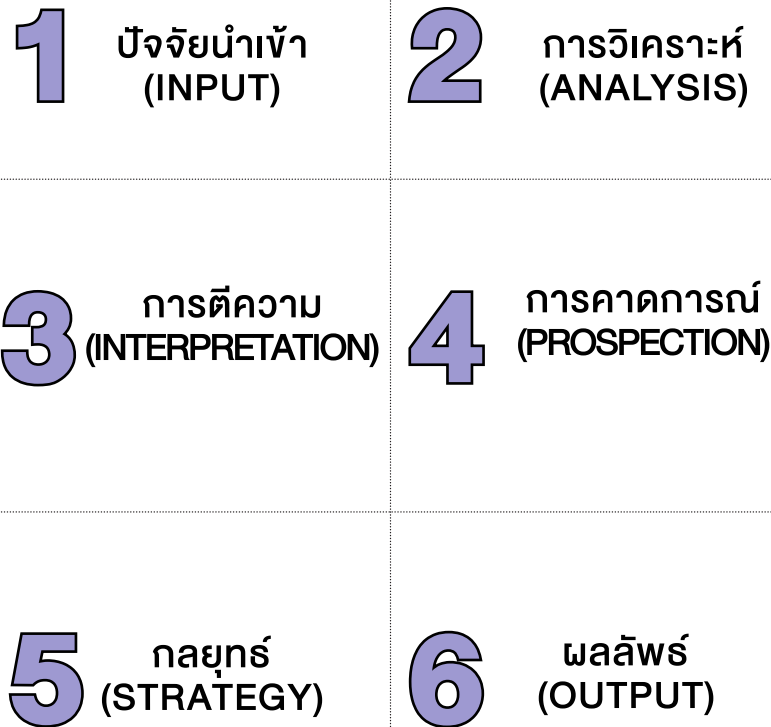 1
ปัจจัยนำเข้า
(INPUT)
2
การวิเคราะห์
(ANALYSIS)
3
การตีความ
(INTERPRETATION)
4
การคาดการณ์
(PROSPECTION)
5
กลยุทธ์
(STRATEGY)
6
ผลลัพธ์
(OUTPUT)